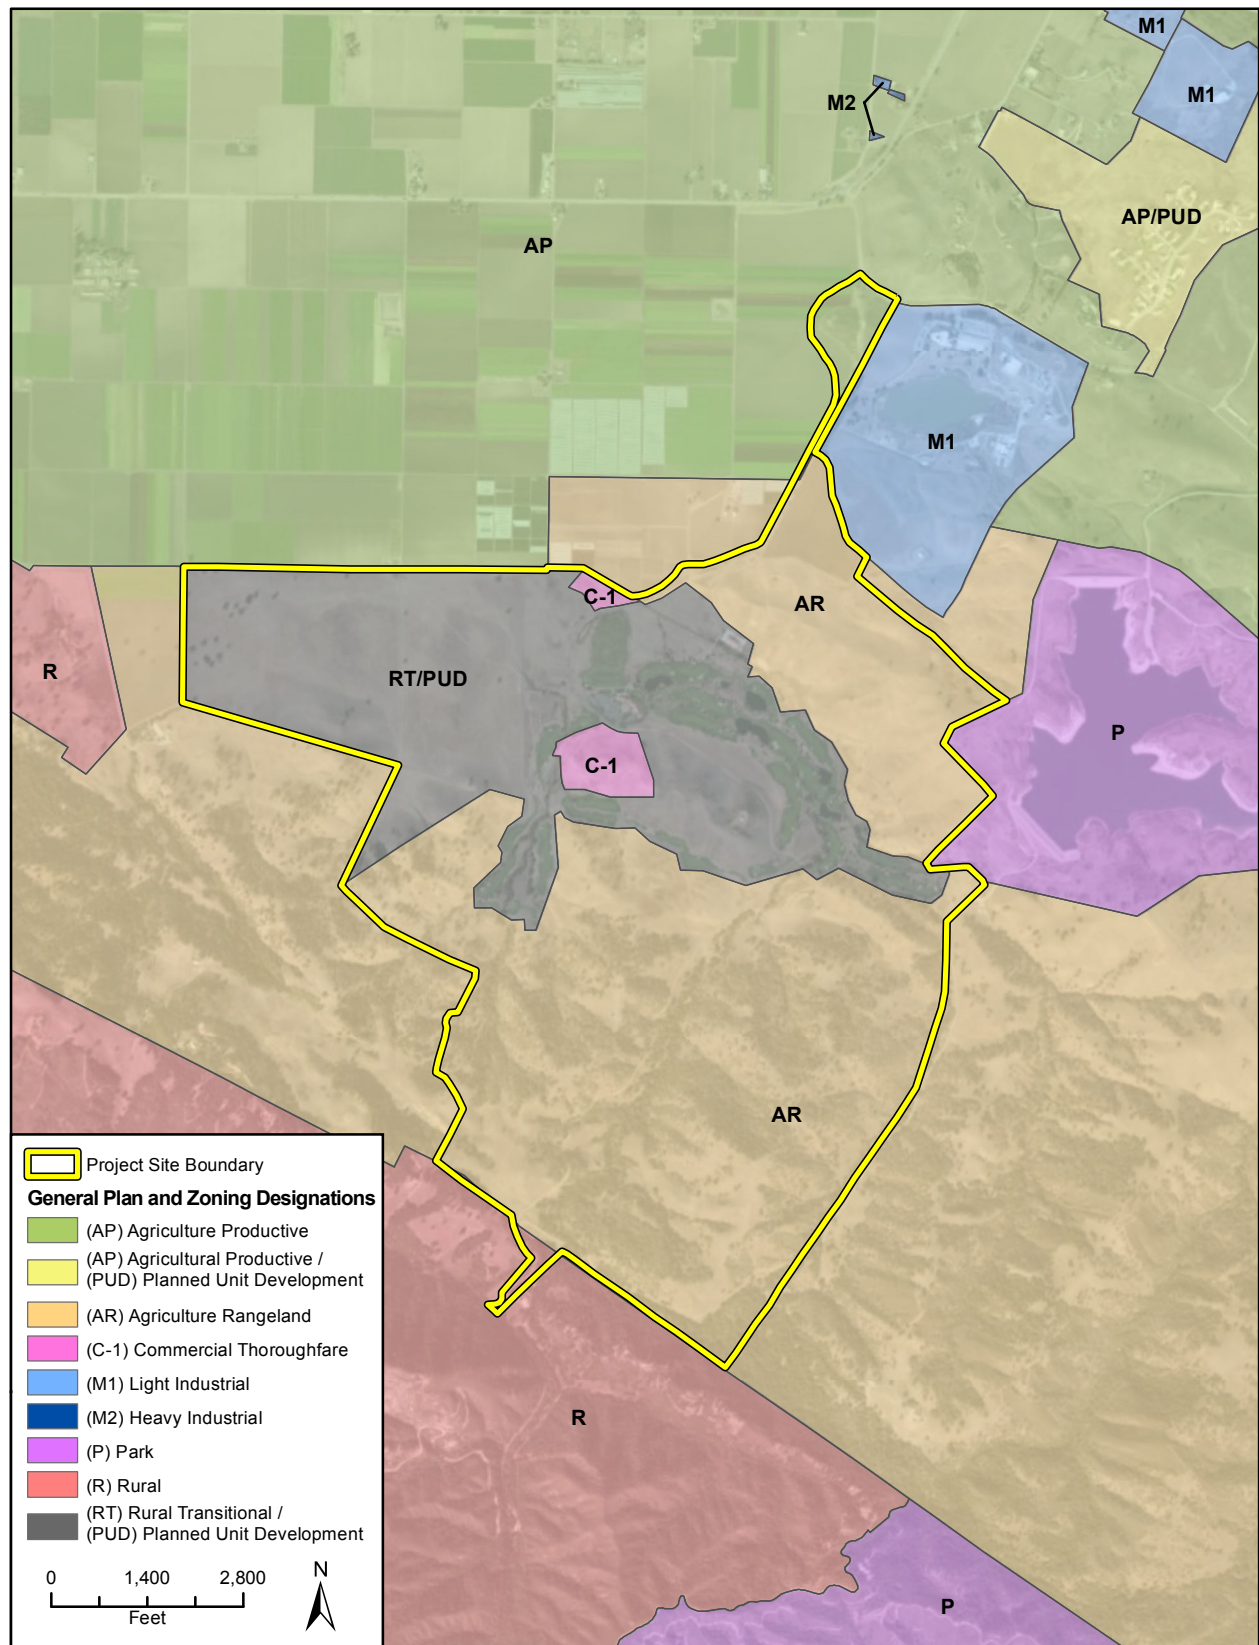 M1
M1
M2
AP/PUD
AP
M1
C-1
AR
R
RT/PUD
P
C-1
AR
Project Site Boundary
General Plan and Zoning Designations
(AP) Agriculture Productive
(AP) Agricultural Productive /
(PUD) Planned Unit Development
(AR) Agriculture Rangeland
(C-1) Commercial Thoroughfare
(M1) Light Industrial
(M2) Heavy Industrial
(P) Park
(R) Rural
(RT) Rural Transitional /
(PUD) Planned Unit Development
0 1,400 2,800
Feet
N
R
P